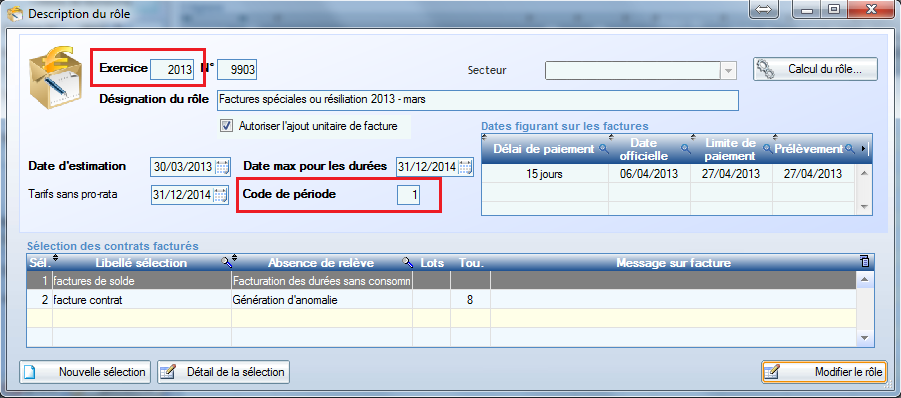 Description du rôle
Exercice 2013 N° 9903 Secteur Calcul du rôle...
Désignation du rôle Factures spéciales ou résiliation 2013 - mars
Autoriser l'ajout unitaire de facture
Dates figurant sur les factures
Délai de paiement Date officielle Limite de paiement Prélèvement
15 jours 06/04/2013 27/04/2013 27/04/2013
Date d'estimation 30/03/2013 Date max pour les durées 31/12/2014
Tarifs sans pro-rata 31/12/2014 Code de période 1
Sélection des contrats facturés
Sél. Libellé sélection Absence de relève Lots Tou. Message sur facture
1 factures de solde Facturation des durées sans consomm
2 facture contrat Génération d'anomalie 8
Nouvelle sélection Détail de la sélection Modifier le rôle